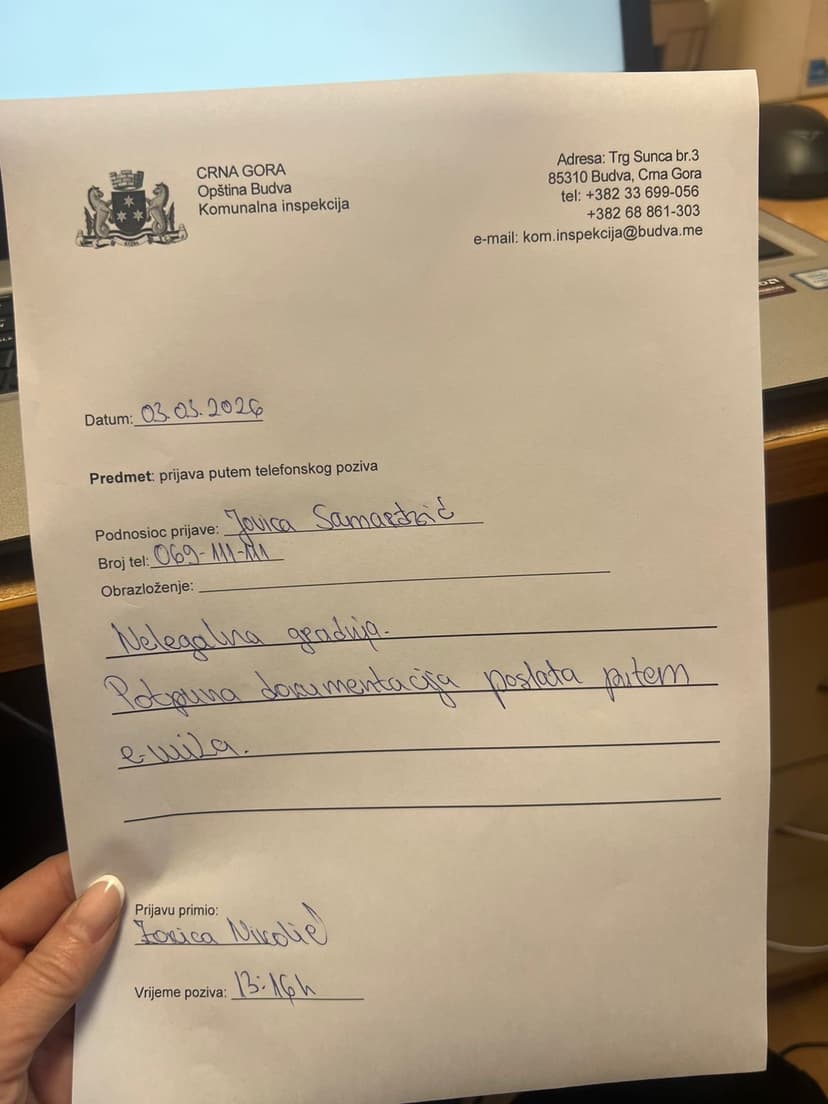 CRNA GORA
Opština Budva
Komunalna inspekcija
Adresa: Trg Sunca br.3
85310 Budva, Crna Gora
tel: +382 33 699-056
+382 68 861-303
e-mail: kom.inspekcija@budva.me
Datum: 03.03.2026
Predmet: prijava putem telefonskog poziva
Podnosioc prijave: Jovica Samardzić
Broj tel: 069-111-111
Obrazloženje:
Nelegalna gradnja.
Potpuna dokumentacija poslata putem
e-mila.
Prijavu primio:
Zorica Nikolić
Vrijeme poziva: 13:16h